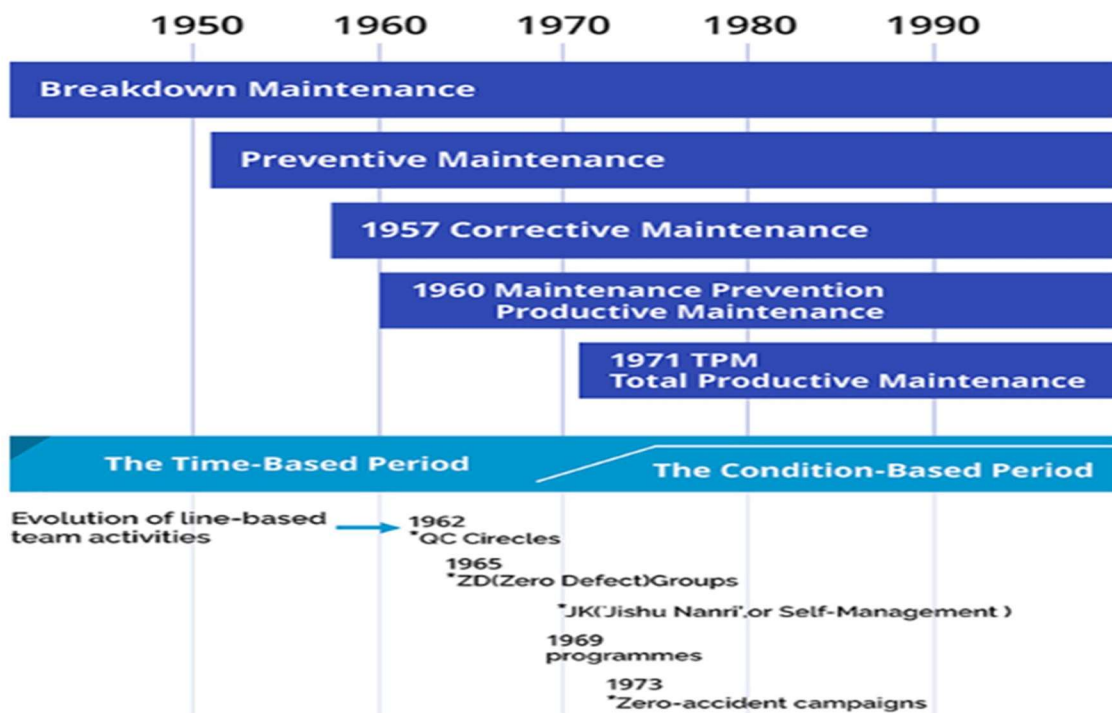 1950 1960 1970 1980 1990
Breakdown Maintenance
Preventive Maintenance
1957 Corrective Maintenance
1960 Maintenance Prevention
Productive Maintenance
1971 TPM
Total Productive Maintenance
The Time-Based Period
The Condition-Based Period
Evolution of line-based
team activities
1962
*QC Cirecles
1965
*ZD(Zero Defect)Groups
*JK('Jishu Nanri',or Self-Management )
1969
programmes
1973
*Zero-accident campaigns